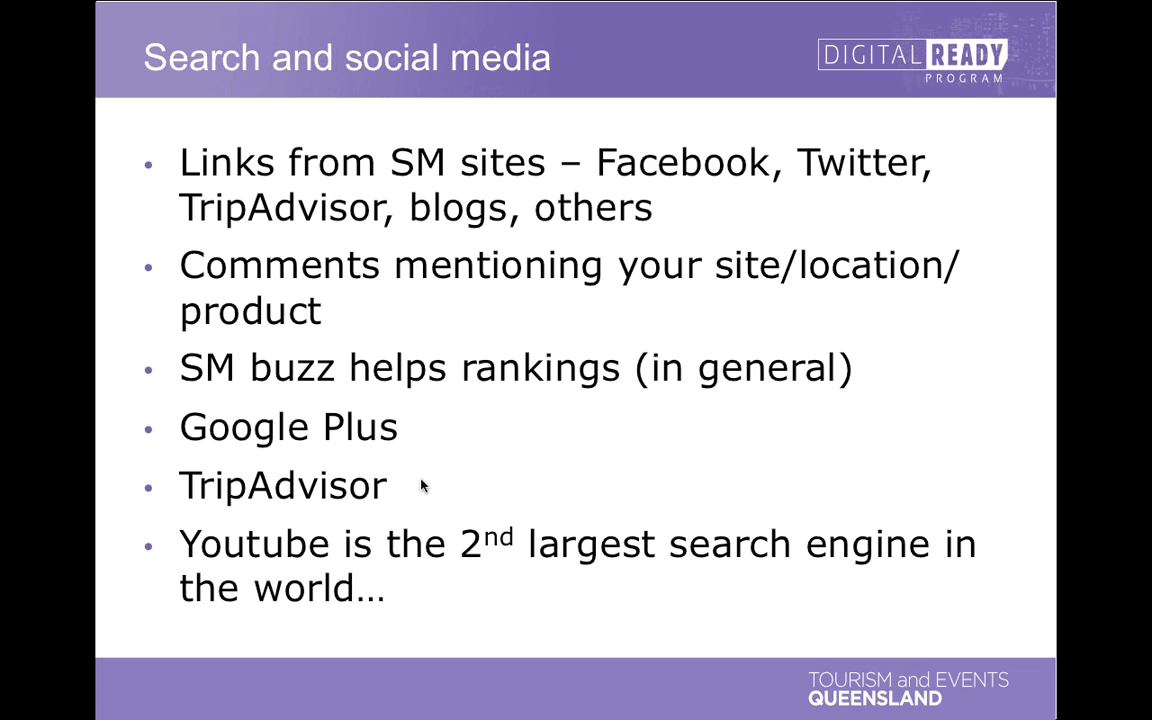 Search and social media
DIGITAL READY
PROGRAM
• Links from SM sites – Facebook, Twitter,
TripAdvisor, blogs, others
• Comments mentioning your site/location/
product
• SM buzz helps rankings (in general)
• Google Plus
• TripAdvisor
• Youtube is the 2nd largest search engine in
the world...
TOURISM and EVENTS
QUEENSLAND